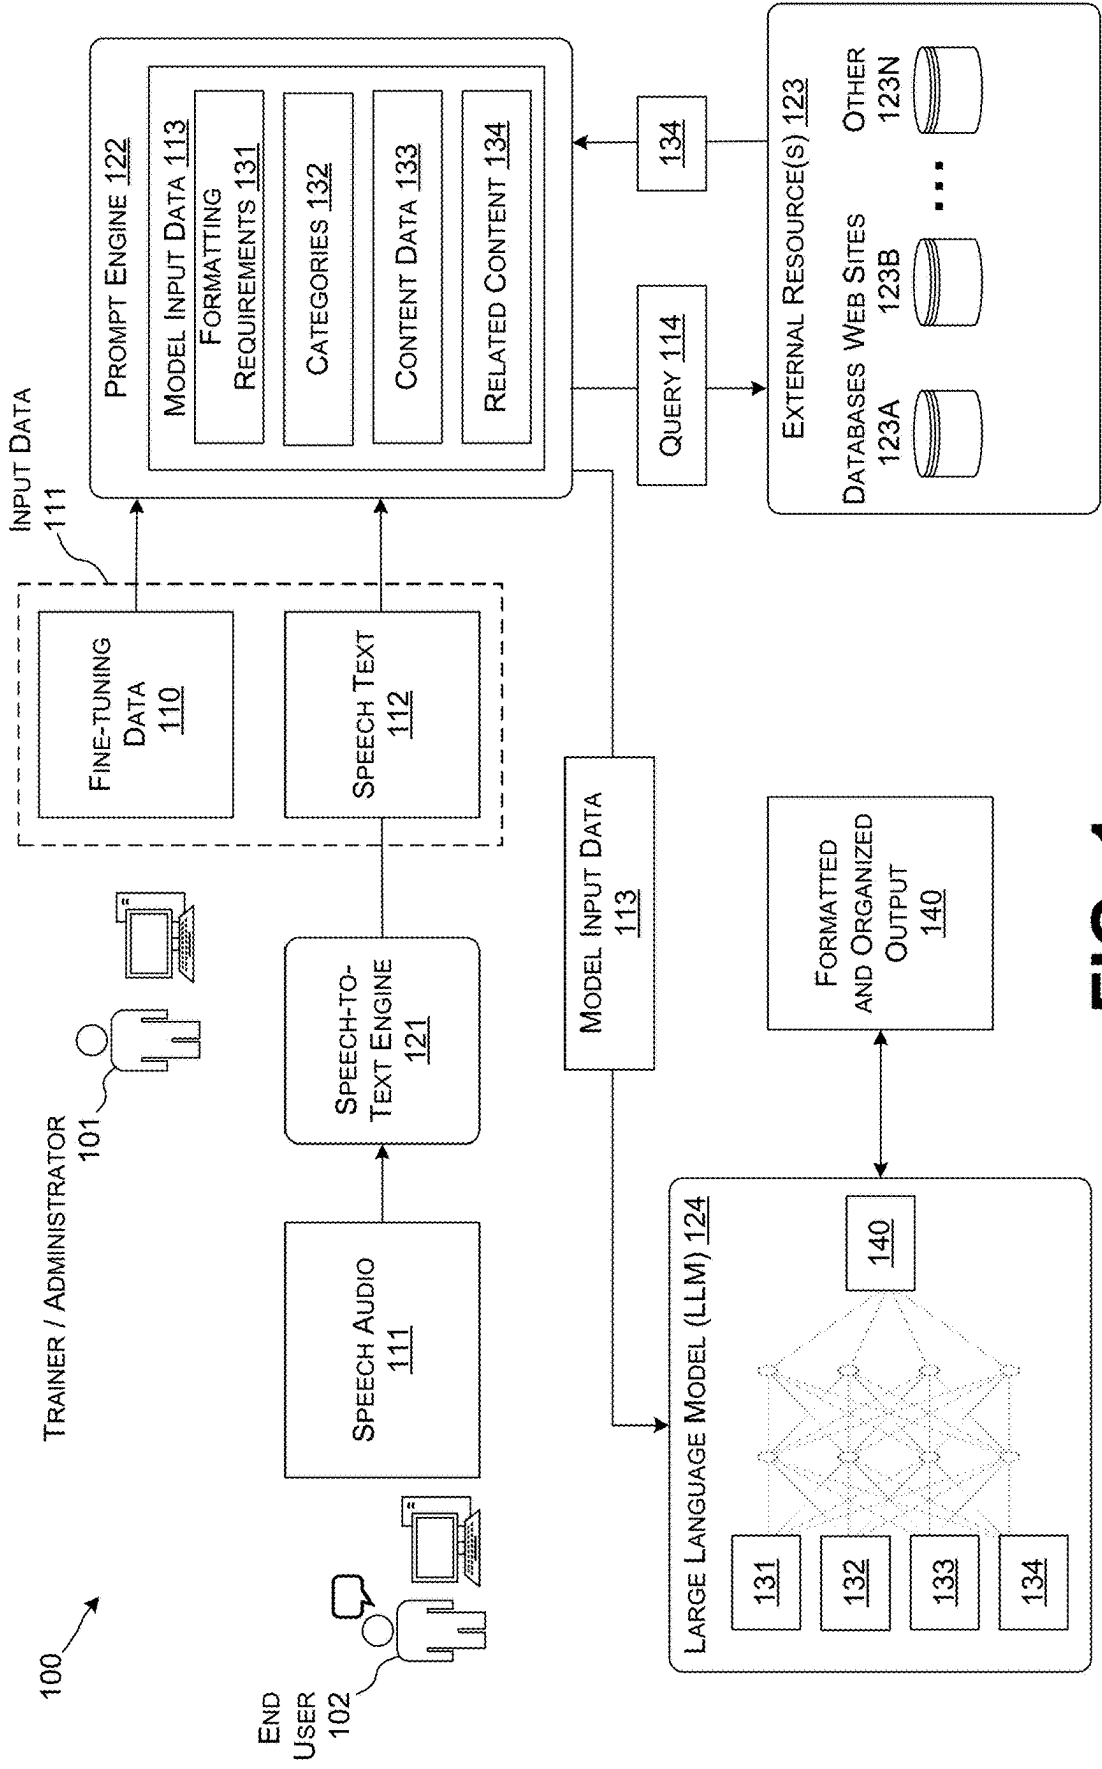 100
TRAINER / ADMINISTRATOR
101
INPUT DATA
111
FINE-TUNING
DATA
110
END
USER
102
SPEECH AUDIO
111
SPEECH-TO-
TEXT ENGINE
121
SPEECH TEXT
112
PROMPT ENGINE 122
MODEL INPUT DATA 113
FORMATTING
REQUIREMENTS 131
CATEGORIES 132
CONTENT DATA 133
RELATED CONTENT 134
MODEL INPUT DATA
113
QUERY 114
134
LARGE LANGUAGE MODEL (LLM) 124
131
132
133
134
140
FORMATTED
AND ORGANIZED
OUTPUT
140
EXTERNAL RESOURCE(S) 123
DATABASES WEB SITES OTHER
123A 123B 123N